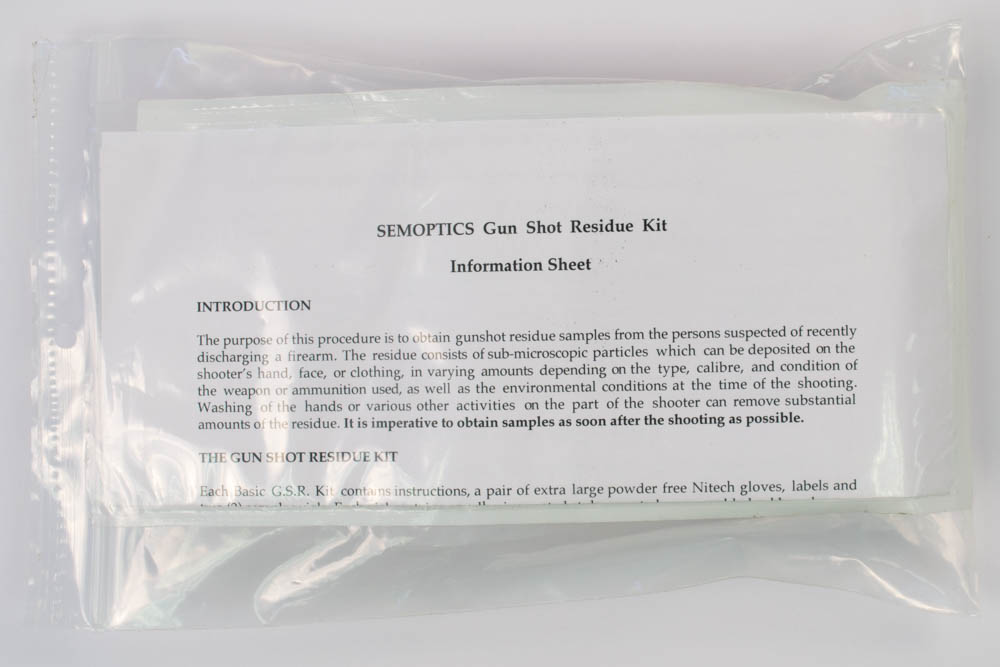 SEMOPTICS Gun Shot Residue Kit
Information Sheet
INTRODUCTION
The purpose of this procedure is to obtain gunshot residue samples from the persons suspected of recently
discharging a firearm. The residue consists of sub-microscopic particles which can be deposited on the
shooter's hand, face, or clothing, in varying amounts depending on the type, calibre, and condition of
the weapon or ammunition used, as well as the environmental conditions at the time of the shooting.
Washing of the hands or various other activities on the part of the shooter can remove substantial
amounts of the residue. It is imperative to obtain samples as soon after the shooting as possible.
THE GUN SHOT RESIDUE KIT
Each Basic G.S.R. Kit contains instructions, a pair of extra large powder free Nitech gloves, labels and